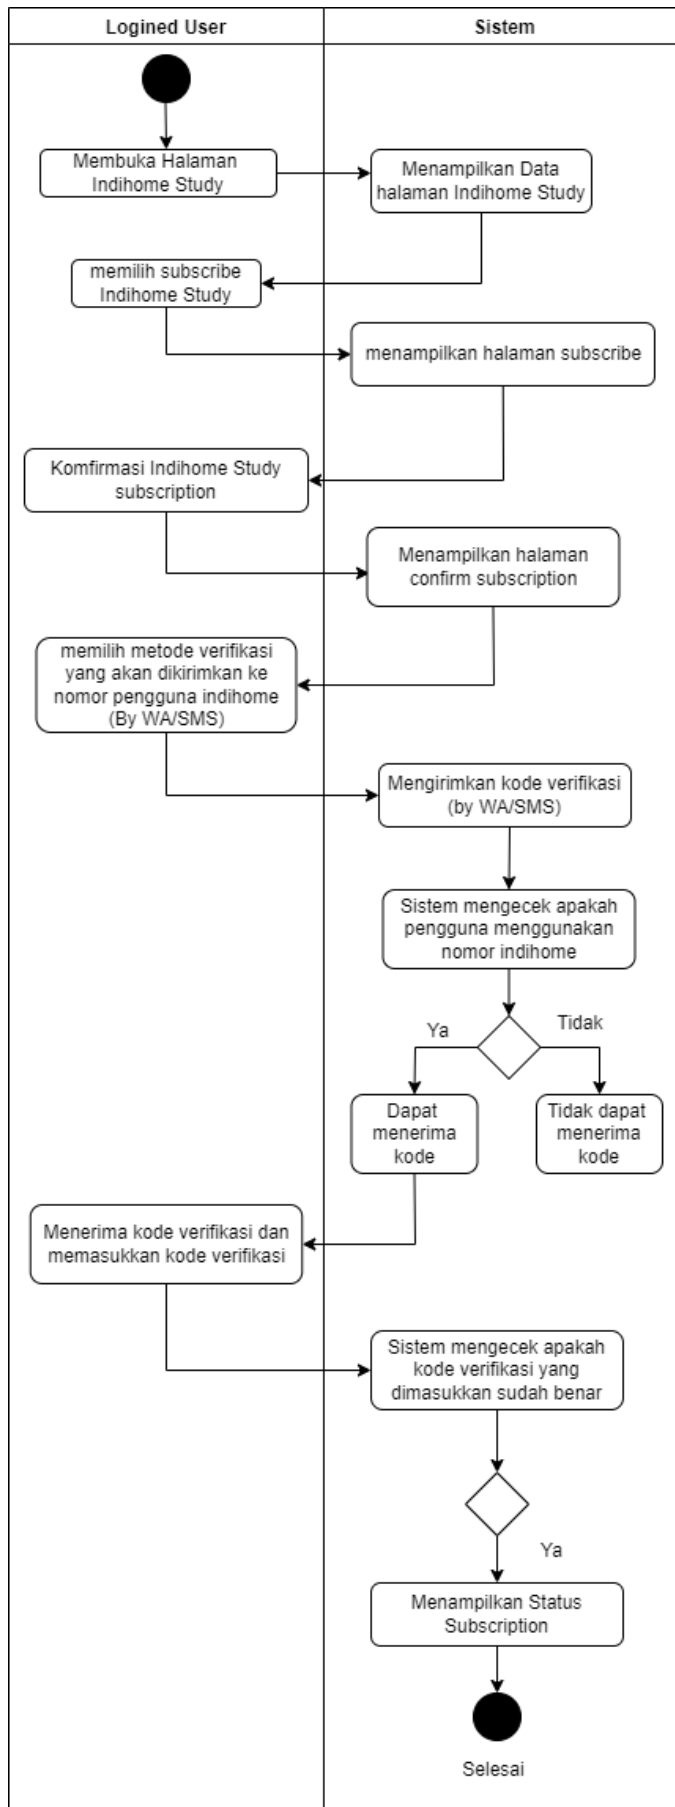 Logined User
Sistem
Membuka Halaman
Indihome Study
Menampilkan Data
halaman Indihome Study
memilih subscribe
Indihome Study
menampilkan halaman subscribe
Komfirmasi Indihome Study
subscription
Menampilkan halaman
confirm subscription
memilih metode verifikasi
yang akan dikirimkan ke
nomor pengguna indihome
(By WA/SMS)
Mengirimkan kode verifikasi
(by WA/SMS)
Sistem mengecek apakah
pengguna menggunakan
nomor indihome
Ya
Tidak
Dapat
menerima
kode
Tidak dapat
menerima
kode
Menerima kode verifikasi dan
memasukkan kode verifikasi
Sistem mengecek apakah
kode verifikasi yang
dimasukkan sudah benar
Ya
Menampilkan Status
Subscription
Selesai